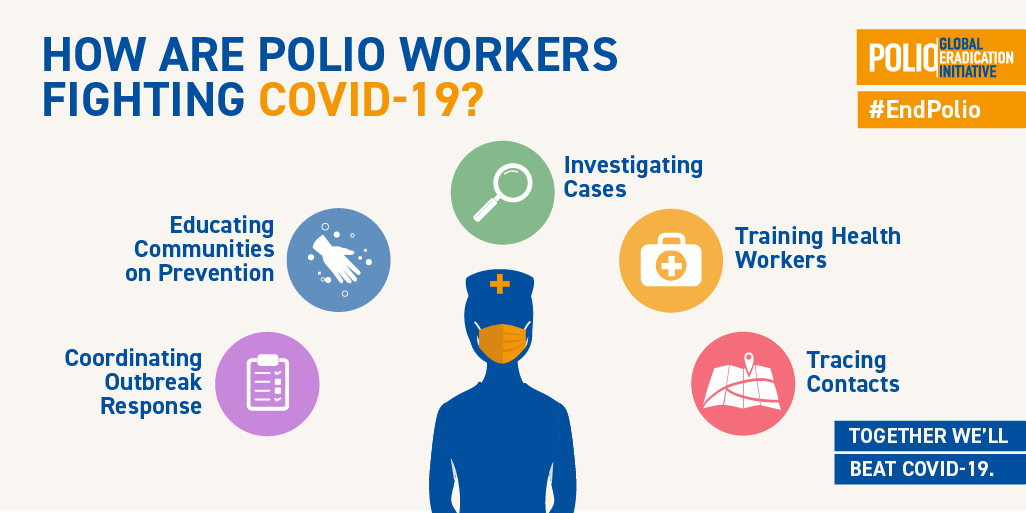 HOW ARE POLIO WORKERS
FIGHTING COVID-19?
POLIO
GLOBAL
ERADICATION
INITIATIVE
#EndPolio
Investigating
Cases
Educating
Communities
on Prevention
Training Health
Workers
Coordinating
Outbreak
Response
Tracing
Contacts
TOGETHER WE'LL
BEAT COVID-19.